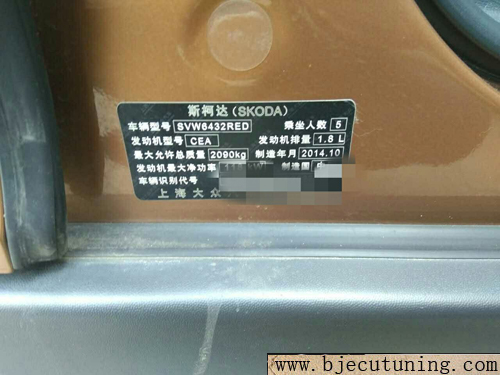 斯柯达(SKODA)
车辆型号 SVW6432RED 乘坐人数 5
发动机型号 CEA 发动机排量 1.8 L
最大允许总质量 2090kg 制造年月 2014.10
发动机最大净功率 制造国
车辆识别代号
上海大众
www.bjecutuning.com